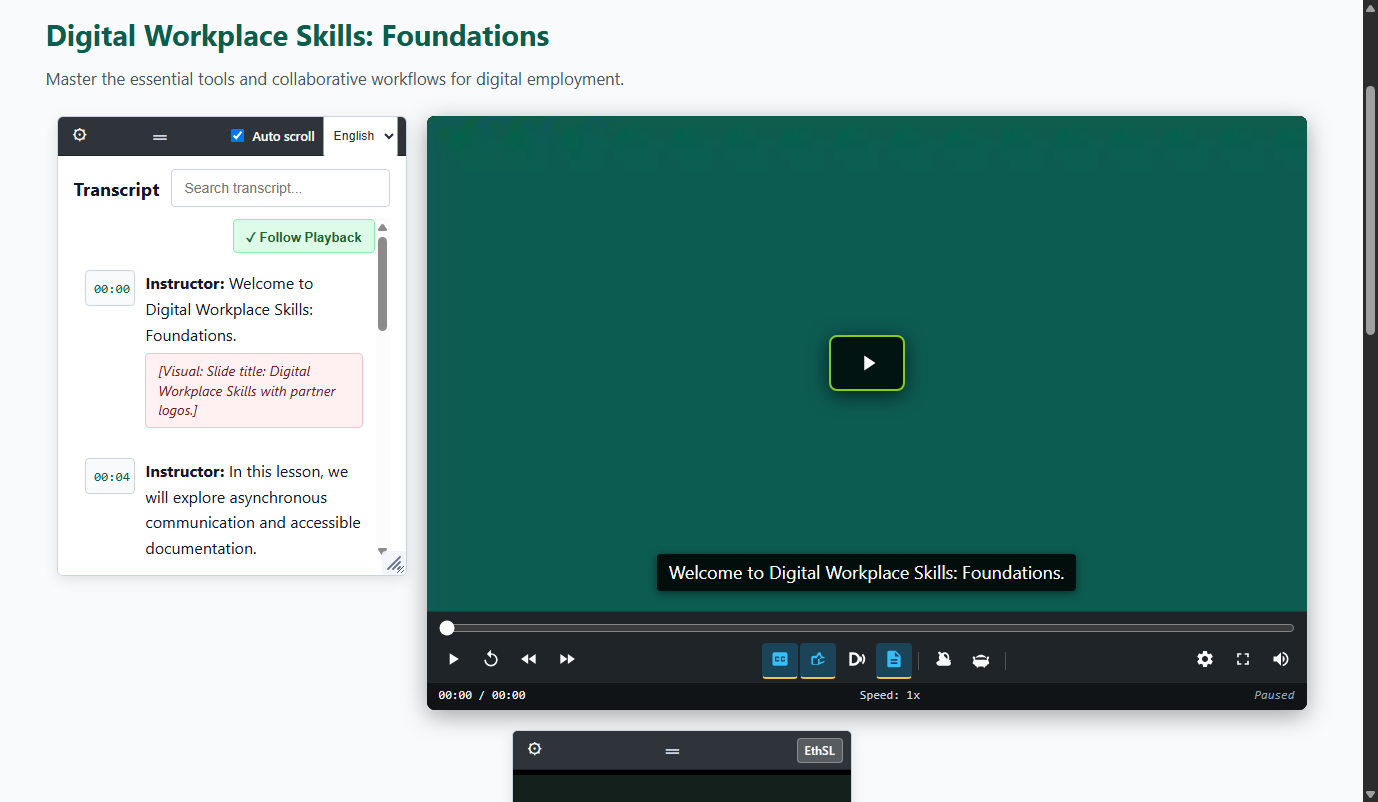 Digital Workplace Skills: Foundations
Master the essential tools and collaborative workflows for digital employment.
Auto scroll
English
Transcript
Search transcript...
✓ Follow Playback
00:00
Instructor: Welcome to
Digital Workplace Skills:
Foundations.
[Visual: Slide title: Digital
Workplace Skills with partner
logos.]
00:04
Instructor: In this lesson, we
will explore asynchronous
communication and accessible
documentation.
Welcome to Digital Workplace Skills: Foundations.
CC
D
00:00 / 00:00
Speed: 1x
Paused
EthSL